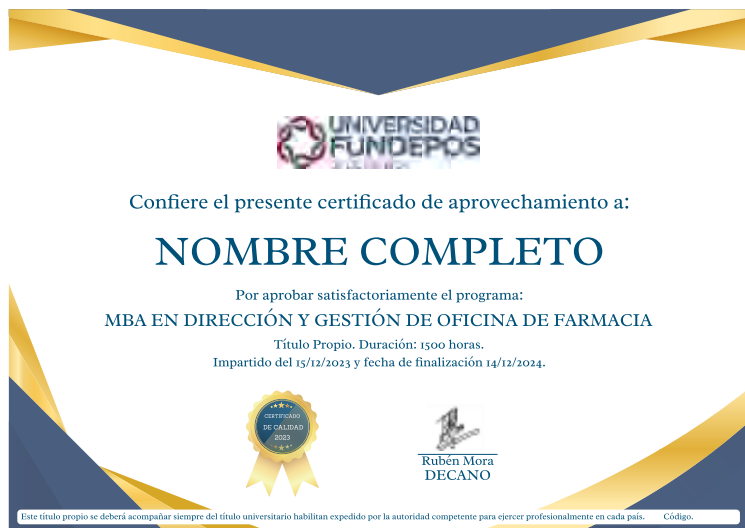 UNIVERSIDAD
FUNDEPOS
Confiere el presente certificado de aprovechamiento a:
NOMBRE COMPLETO
Por aprobar satisfactoriamente el programa:
MBA EN DIRECCIÓN Y GESTIÓN DE OFICINA DE FARMACIA
Título Propio. Duración: 1500 horas.
Impartido del 15/12/2023 y fecha de finalización 14/12/2024.
CERTIFICADO
DE CALIDAD
2023
Rubén Mora
DECANO
Este título propio se deberá acompañar siempre del título universitario habilitan expedido por la autoridad competente para ejercer profesionalmente en cada país. Código.